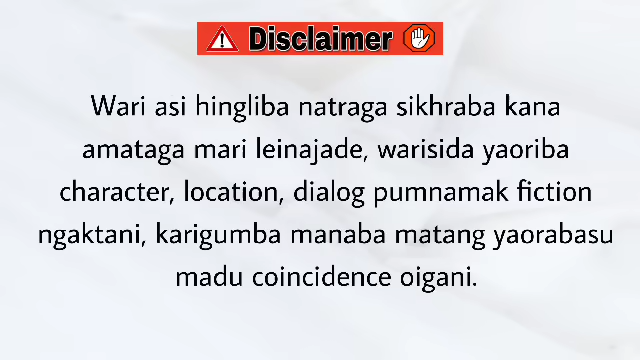 Disclaimer
Wari asi hingliba natraga sikhraba kana
amataga mari leinajade, warisida yaoriba
character, location, dialog pumnamak fiction
ngaktani, karigumba manaba matang yaorabasu
madu coincidence oigani.